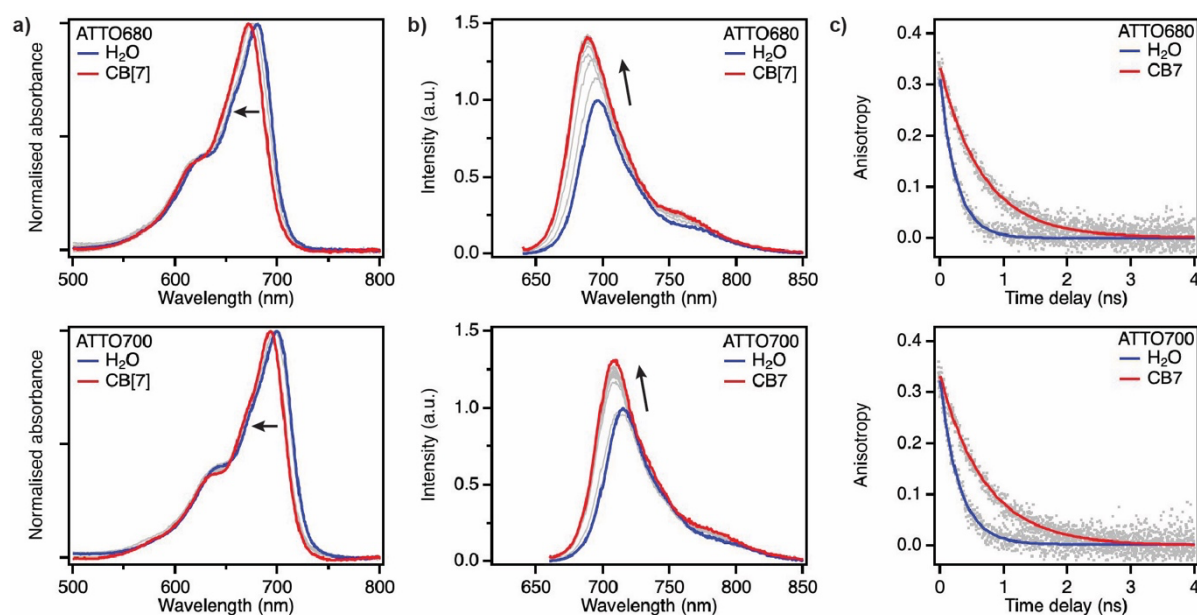 a)
ATTO680
H₂O
CB[7]
Normalised absorbance
500 600 700 800
Wavelength (nm)
b)
1.5
1.0
0.5
0.0
Intensity (a.u.)
ATTO680
H₂O
CB[7]
650 700 750 800 850
Wavelength (nm)
c)
0.4
0.3
0.2
0.1
0.0
Anisotropy
ATTO680
H₂O
CB7
0 1 2 3 4
Time delay (ns)
ATTO700
H₂O
CB[7]
Normalised absorbance
500 600 700 800
Wavelength (nm)
1.5
1.0
0.5
0.0
Intensity (a.u.)
ATTO700
H₂O
CB7
650 700 750 800 850
Wavelength (nm)
0.4
0.3
0.2
0.1
0.0
Anisotropy
ATTO700
H₂O
CB7
0 1 2 3 4
Time delay (ns)